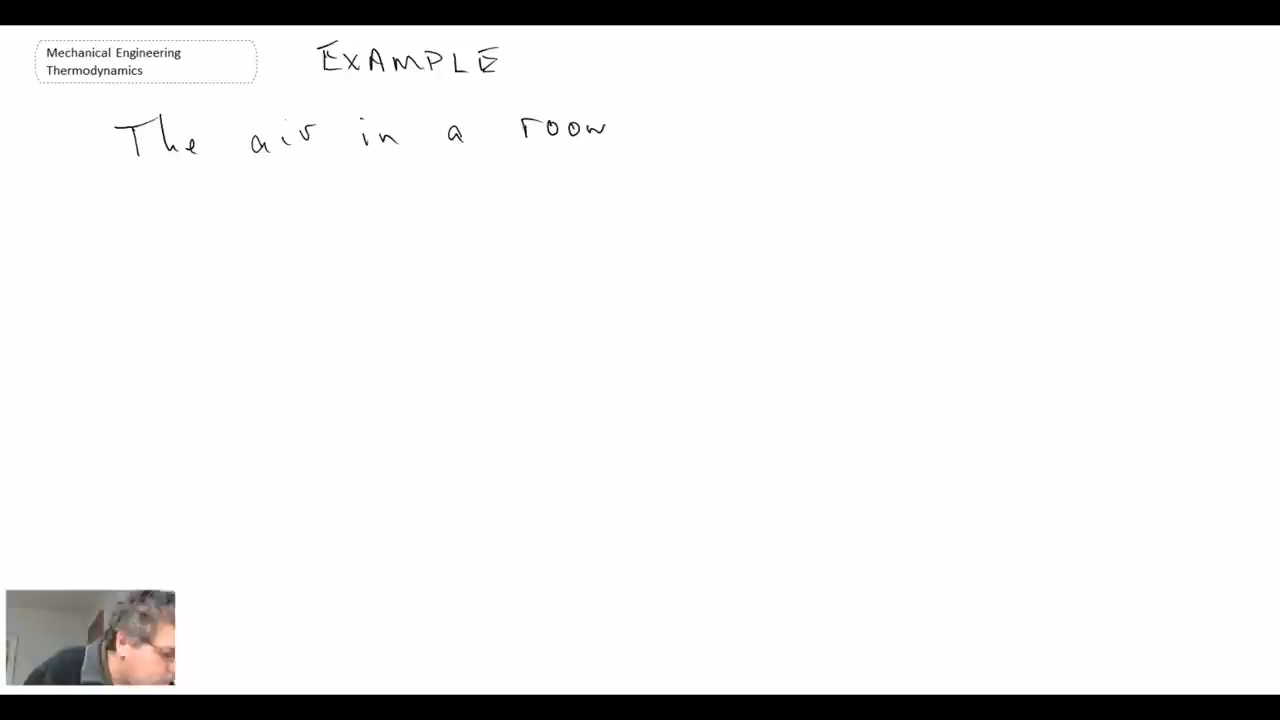 Mechanical Engineering
Thermodynamics
EXAMPLE
The air in a room